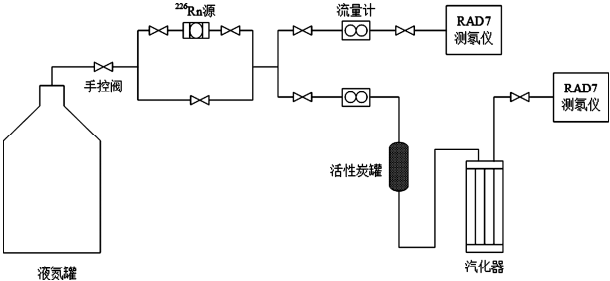 ²²⁶Rn源
流量计
RAD7
测氡仪
手控阀
RAD7
测氡仪
活性炭罐
液氮罐
汽化器